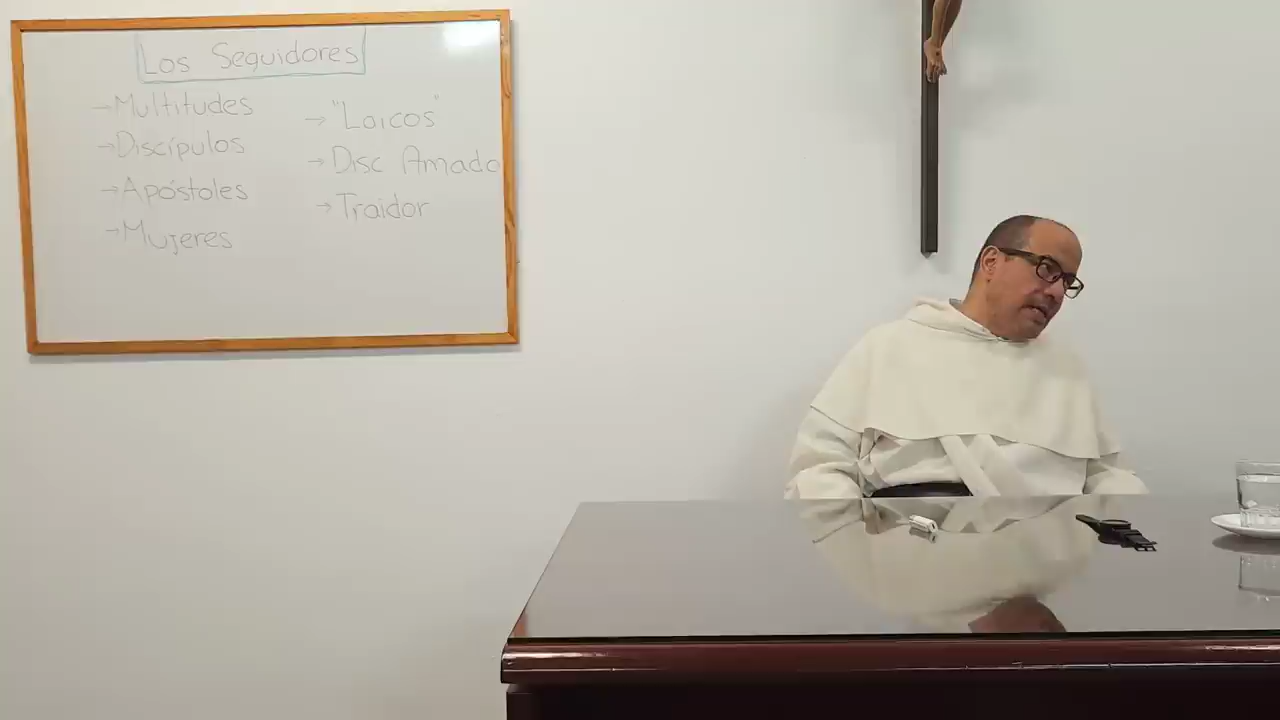 Los Seguidores
→Multitudes
→Discípulos
→Apóstoles
→Mujeres
→ "Laicos"
→ Disc Amado
→ Traidor